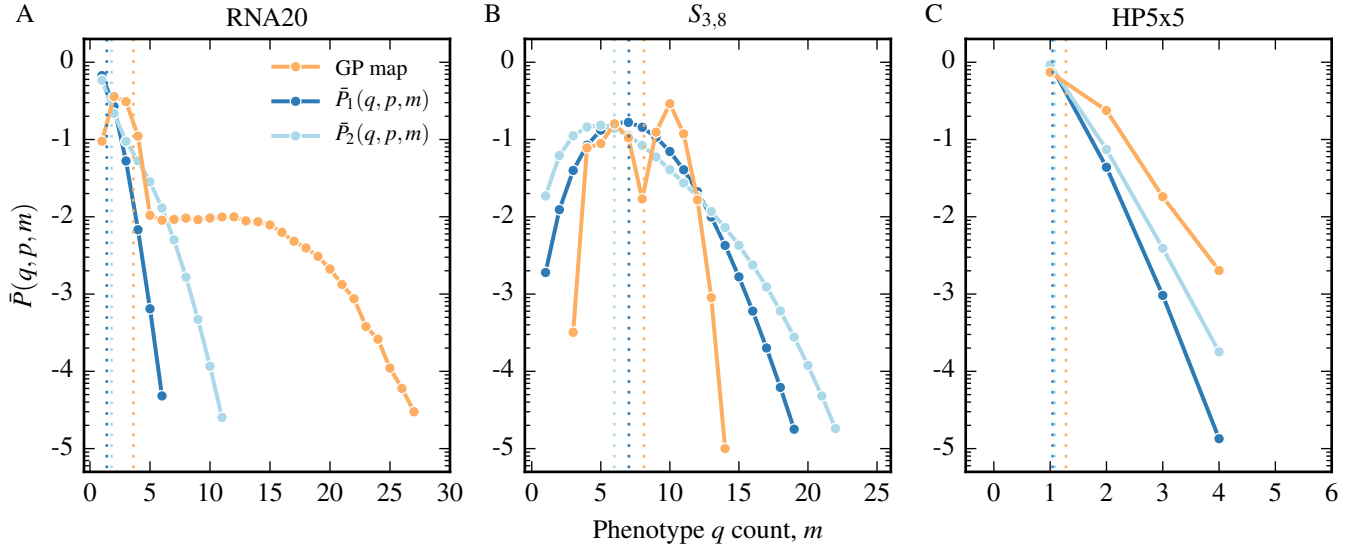 A RNA20
B S3,8
C HP5x5
GP map
P̄1(q, p, m)
P̄2(q, p, m)
P̄(q, p, m)
0
-1
-2
-3
-4
-5
0 5 10 15 20 25 30
0
-1
-2
-3
-4
-5
0 5 10 15 20 25
0
-1
-2
-3
-4
-5
0 1 2 3 4 5 6
Phenotype q count, m